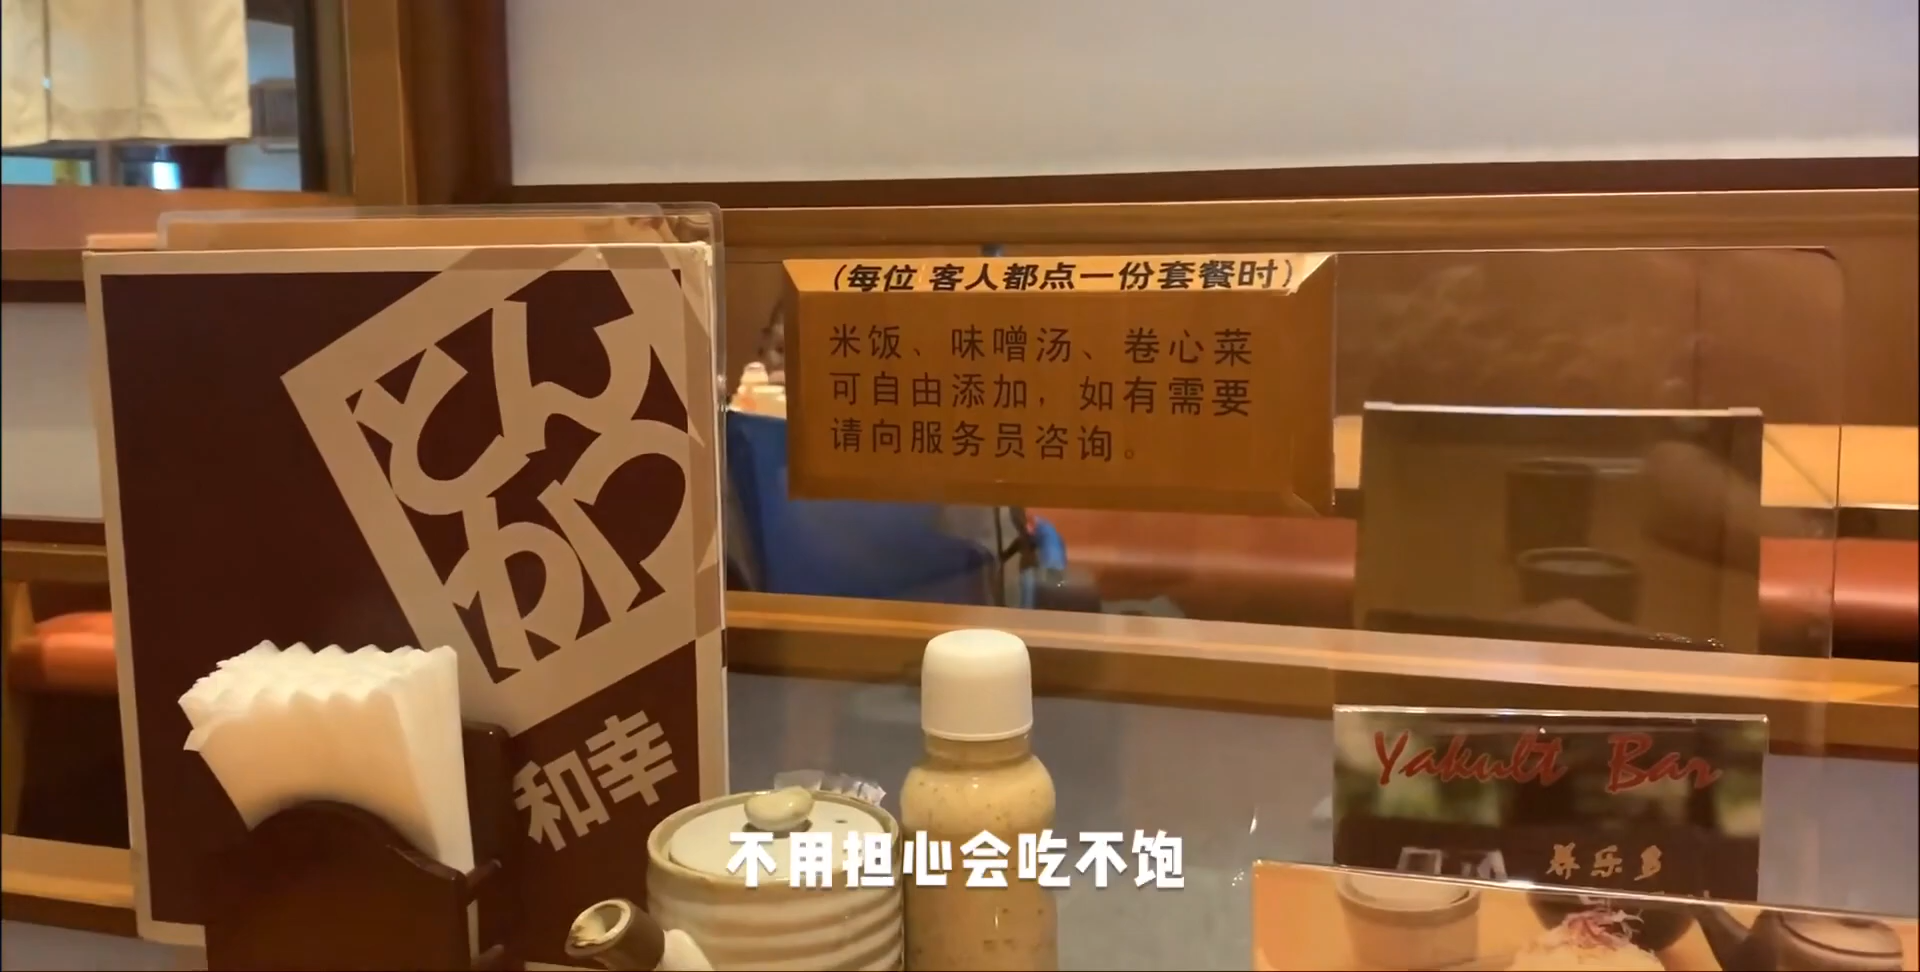 とんかつ
和幸
(每位 客人都点一份套餐时)
米饭、味噌汤、卷心菜
可自由添加，如有需要
请向服务员咨询。
Yakult Bar
养乐多
不用担心会吃不饱